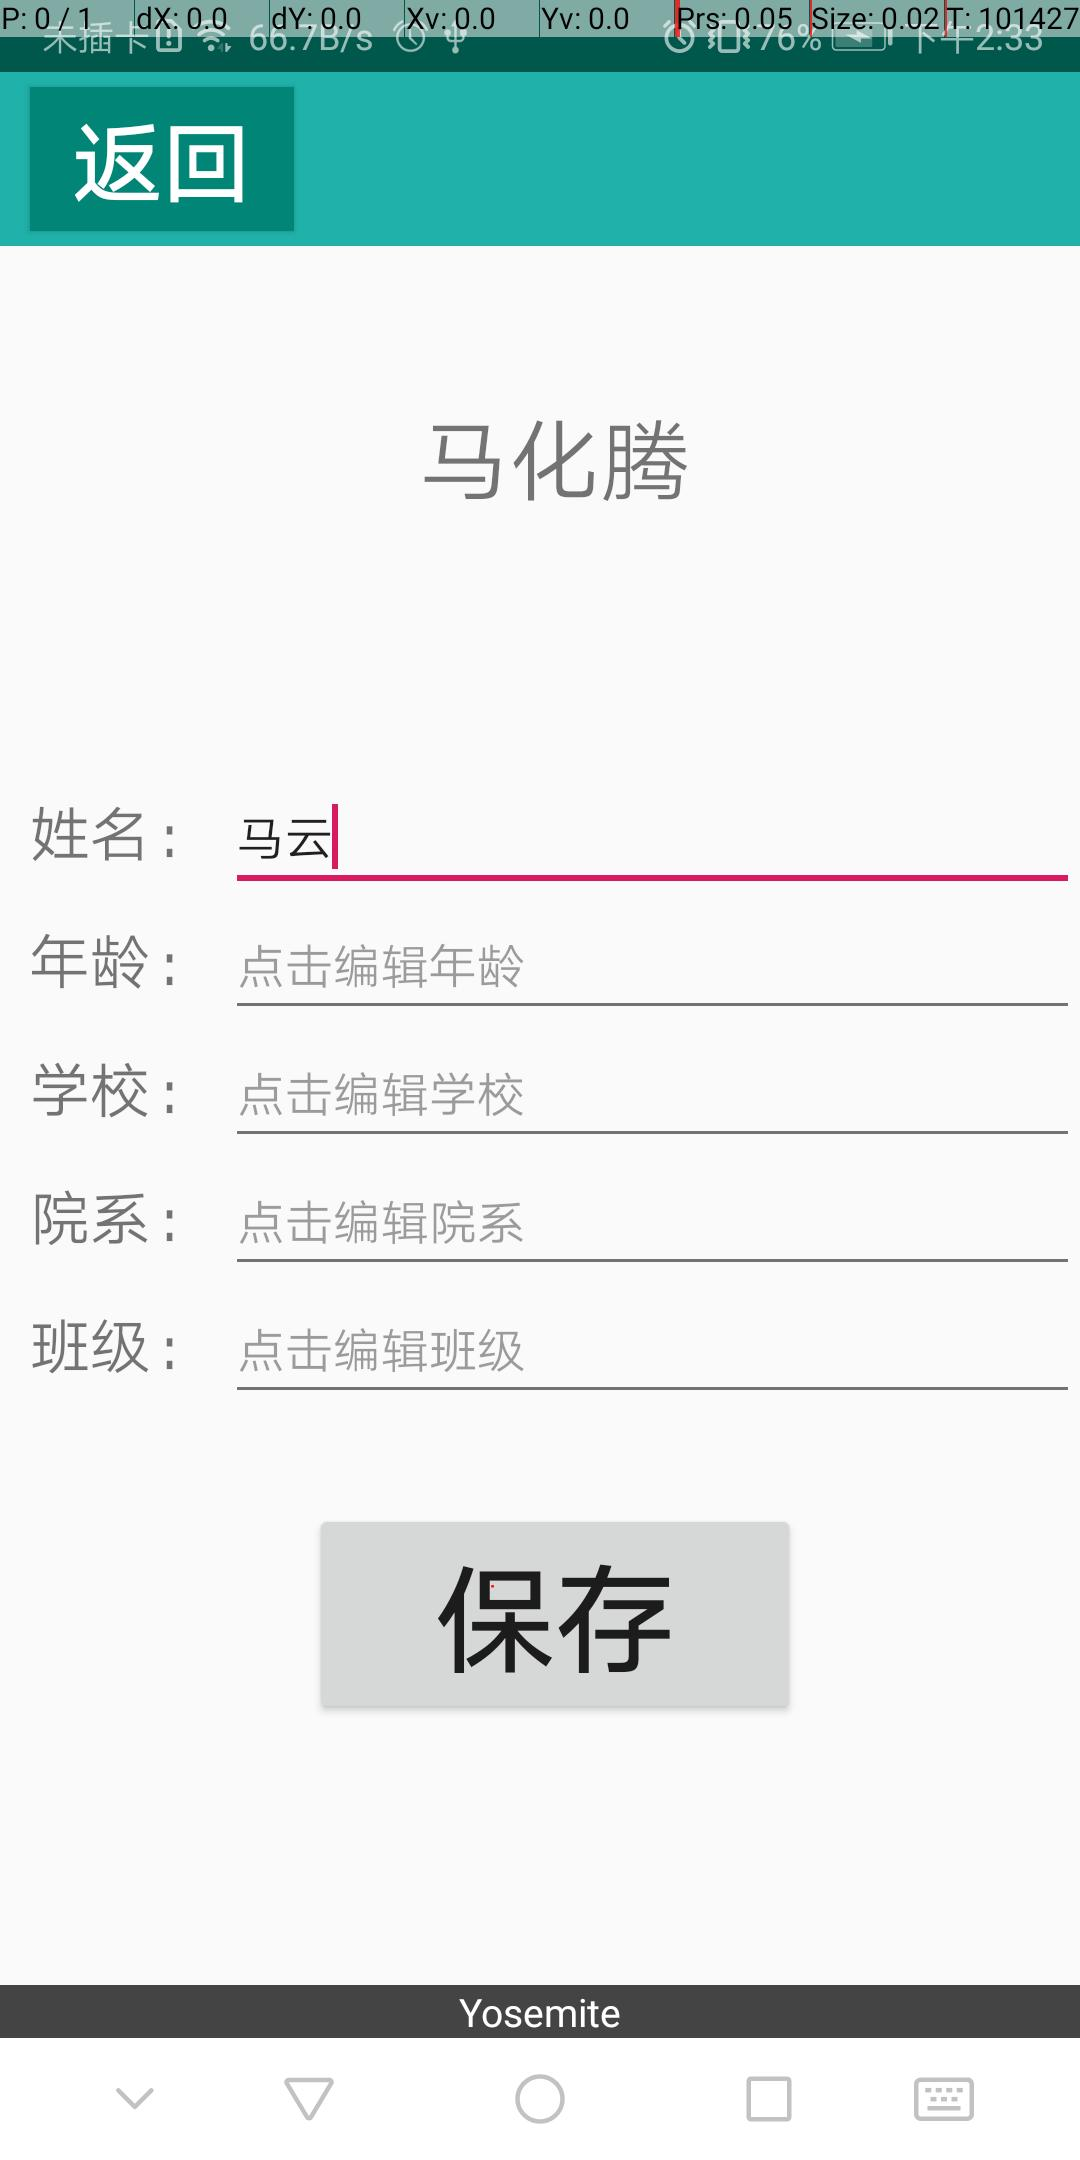 P: 0 / 1 dX: 0.0 dY: 0.0 Xv: 0.0 Yv: 0.0 Prs: 0.05 Size: 0.02 T: 101427
未插卡 66.7B/s 76% 下午2:33
返回
马化腾
姓名: 马云
年龄: 点击编辑年龄
学校: 点击编辑学校
院系: 点击编辑院系
班级: 点击编辑班级
保存
Yosemite